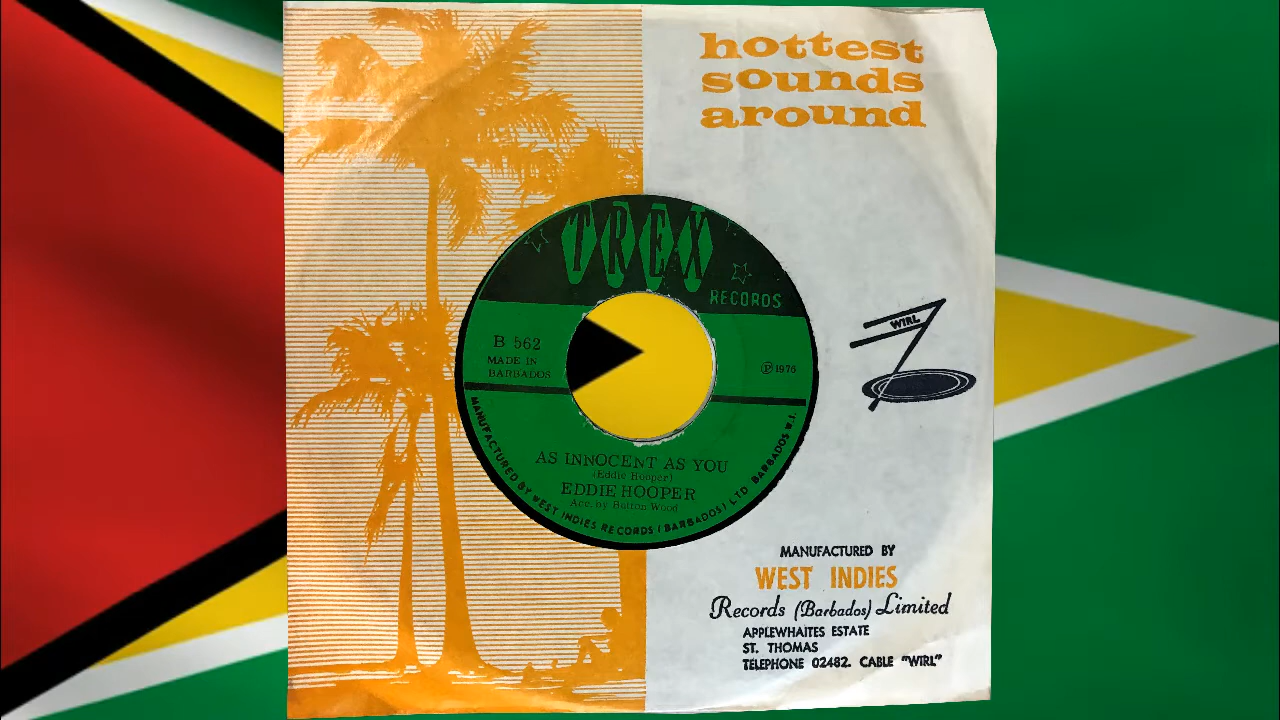 hottest
sounds
around
TREX
RECORDS
B 562
MADE IN
BARBADOS
Ⓟ 1976
AS INNOCENT AS YOU
(Eddie Hooper)
EDDIE HOOPER
Acc. by Button Wood
MANUFACTURED BY WEST INDIES RECORDS (BARBADOS) LTD BARBADOS W.I.
WIRL
MANUFACTURED BY
WEST INDIES
Records (Barbados) Limited
APPLEWHAITES ESTATE
ST. THOMAS
TELEPHONE 02482. CABLE "WIRL"